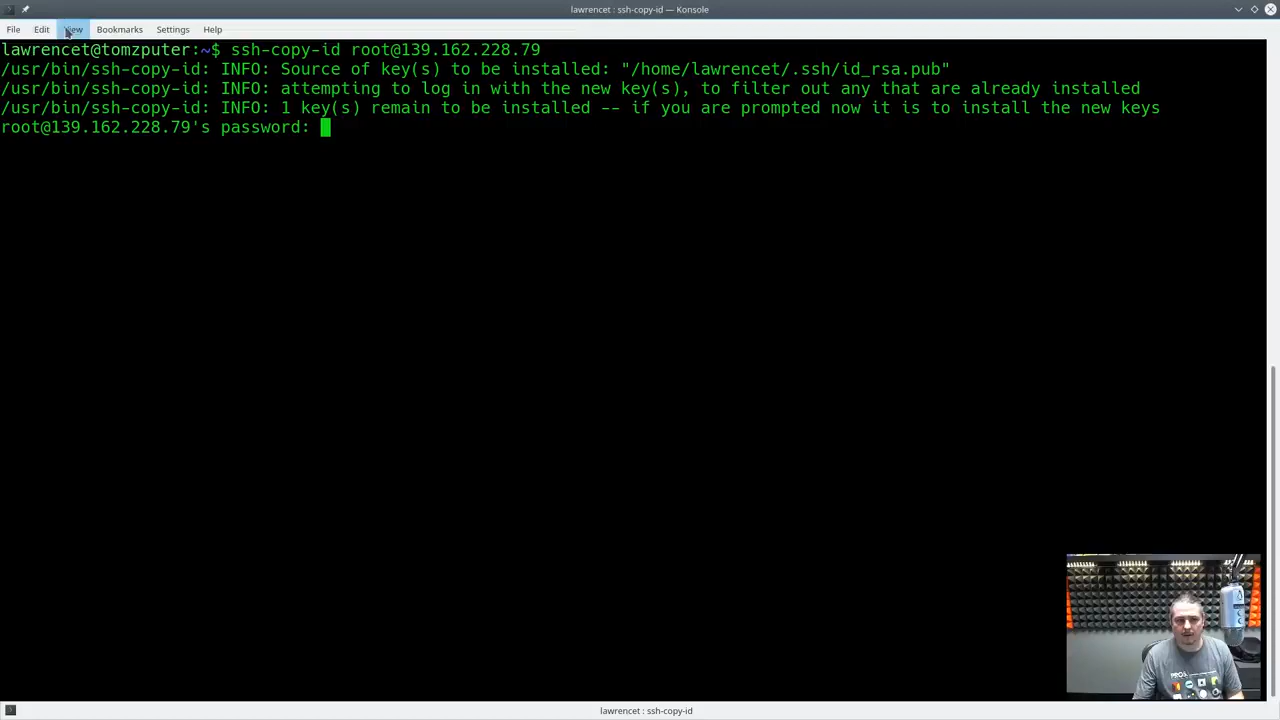 lawrencet : ssh-copy-id — Konsole
File Edit View Bookmarks Settings Help
lawrencet@tomzputer:~$ ssh-copy-id root@139.162.228.79
/usr/bin/ssh-copy-id: INFO: Source of key(s) to be installed: "/home/lawrencet/.ssh/id_rsa.pub"
/usr/bin/ssh-copy-id: INFO: attempting to log in with the new key(s), to filter out any that are already installed
/usr/bin/ssh-copy-id: INFO: 1 key(s) remain to be installed -- if you are prompted now it is to install the new keys
root@139.162.228.79's password:
lawrencet : ssh-copy-id